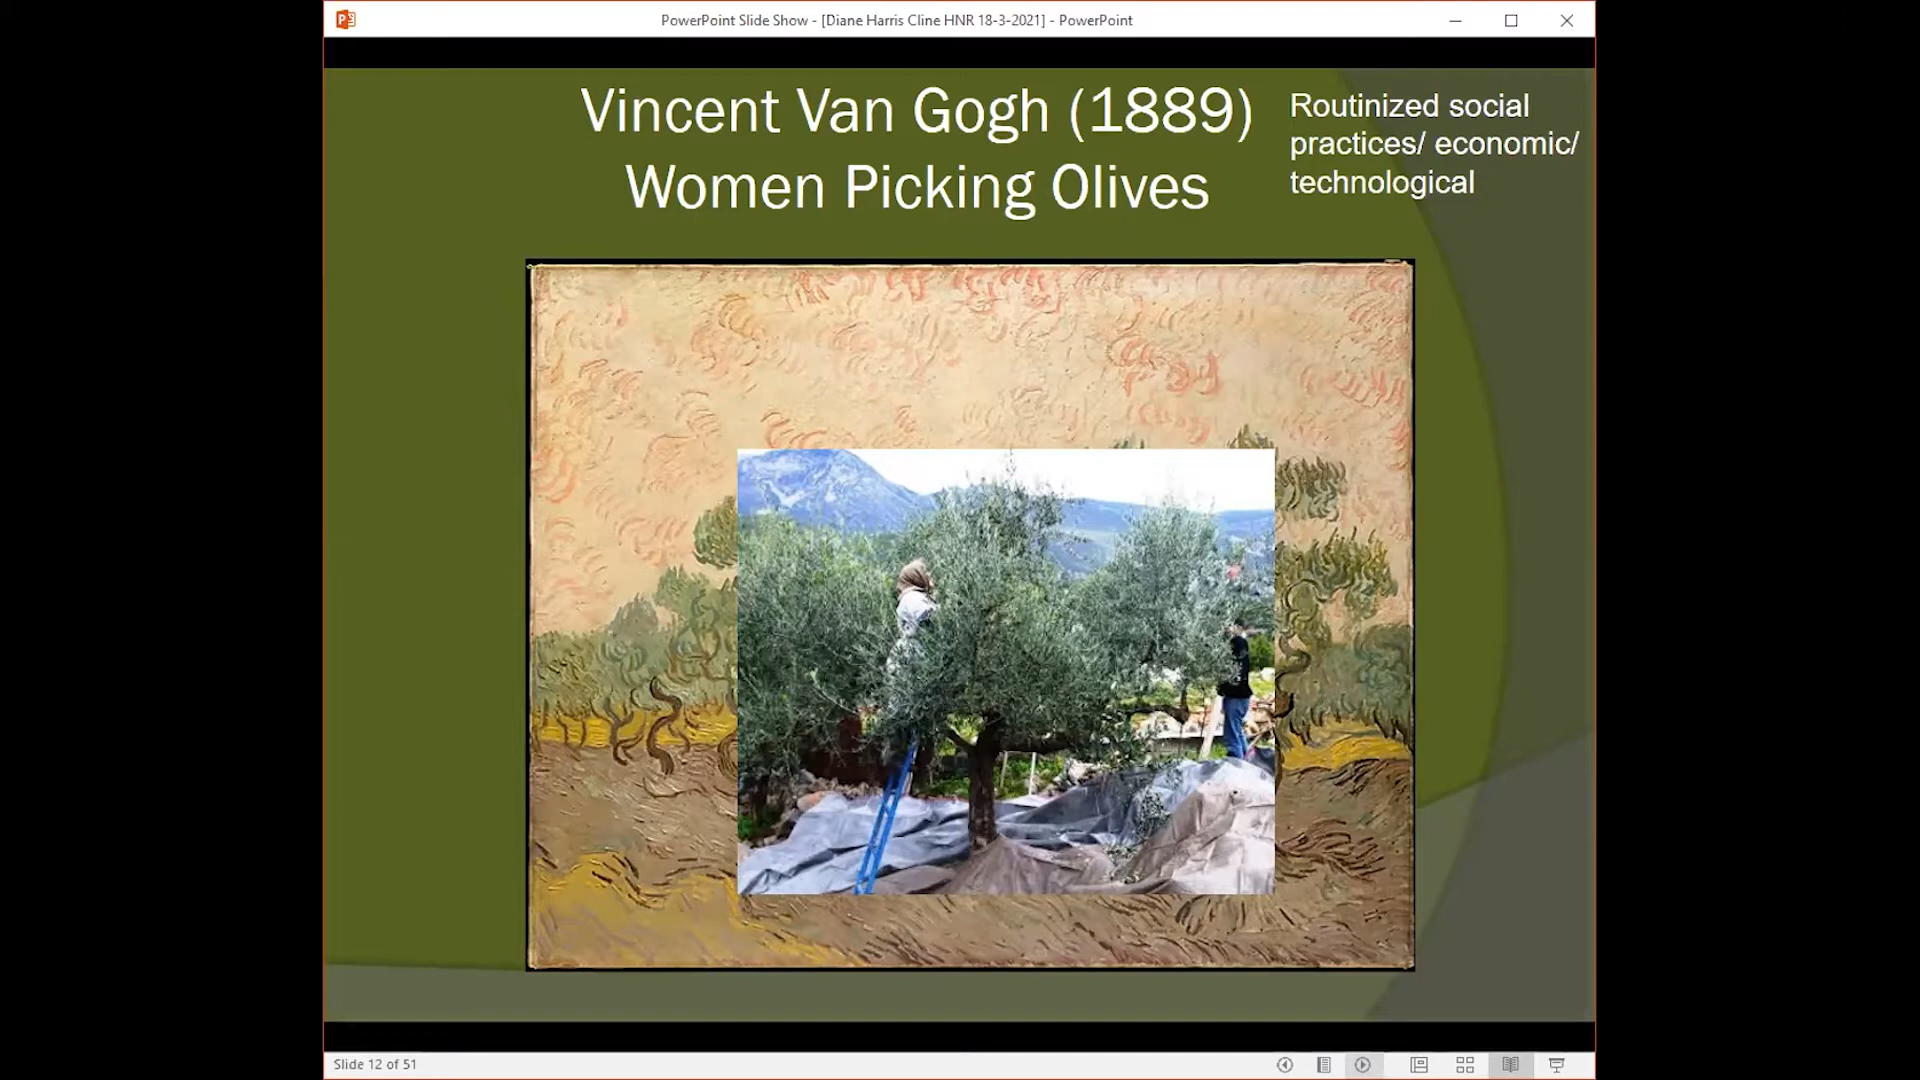 PowerPoint Slide Show - [Diane Harris Cline HNR 18-3-2021] - PowerPoint
Vincent Van Gogh (1889)
Women Picking Olives
Routinized social
practices/ economic/
technological
Slide 12 of 51